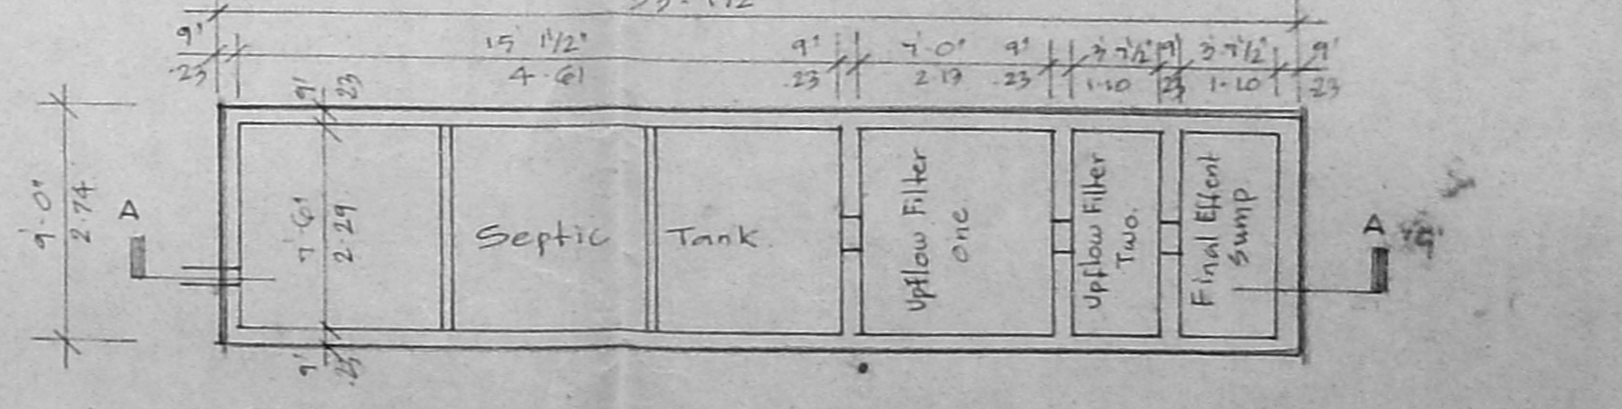 9' 15' 1 1/2" 9" 7'-0" 9" 3'-7 1/2" 9" 3'-7 1/2" 9'
.23 4.61 .23 2.13 .23 1.10 23 1.10 .23
9' 23
9'-0" 2.74
A
7'-6' 2.29
Septic Tank.
Upflow Filter
One.
Upflow Filter
Two.
Final Effent
Sump
A
9' .23